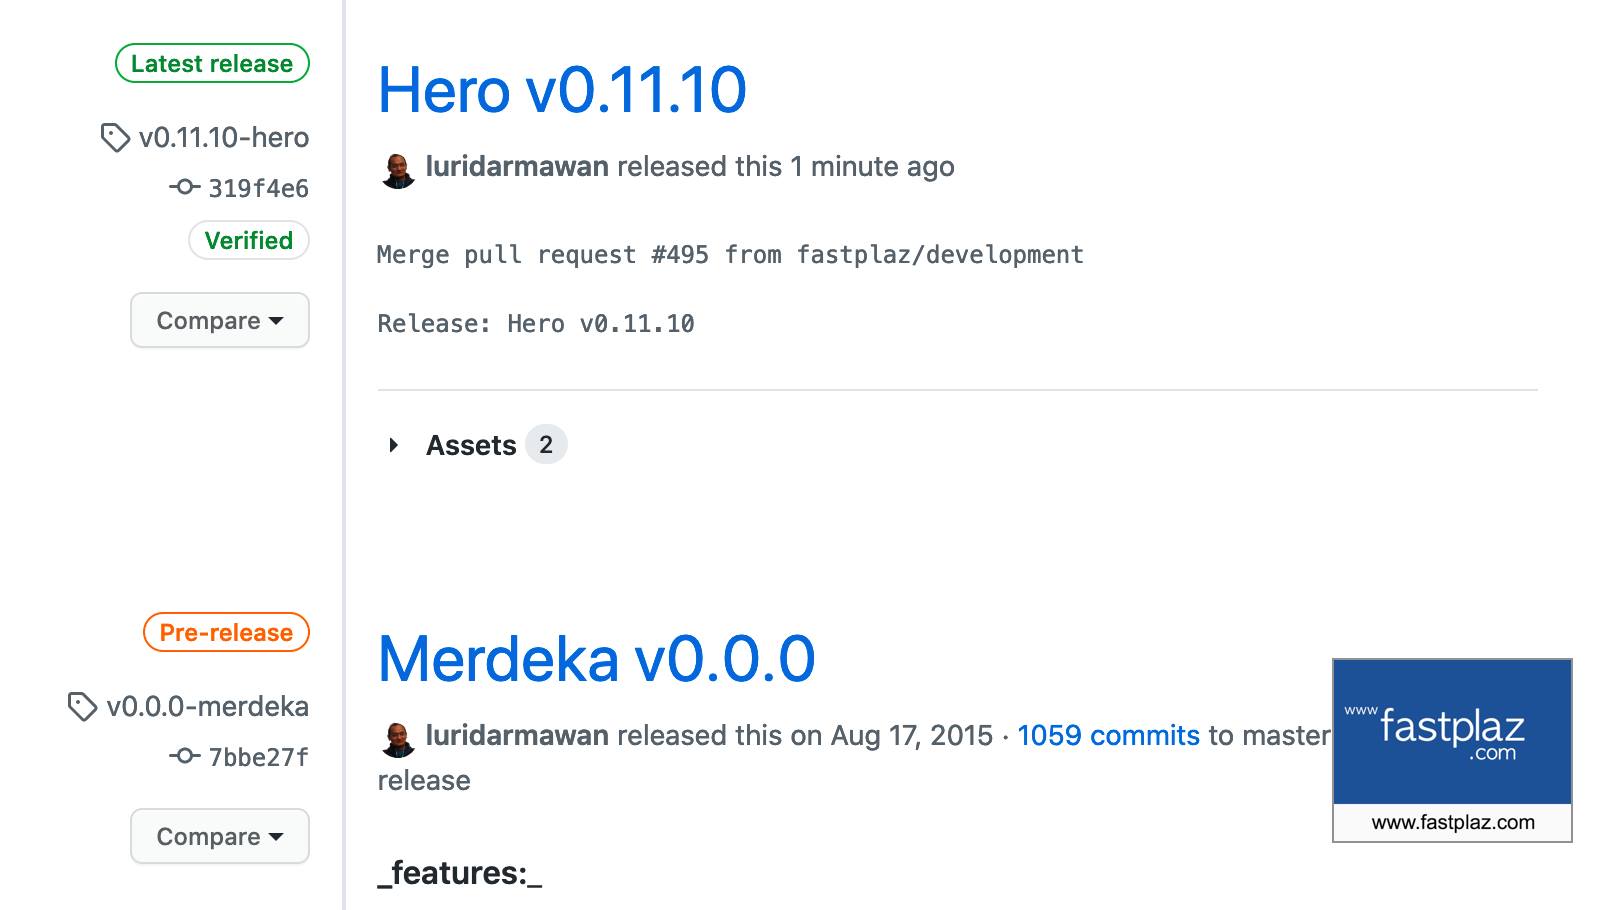 Latest release
v0.11.10-hero
319f4e6
Verified
Compare
Hero v0.11.10
luridarmawan released this 1 minute ago
Merge pull request #495 from fastplaz/development
Release: Hero v0.11.10
Assets 2
Pre-release
v0.0.0-merdeka
7bbe27f
Compare
Merdeka v0.0.0
luridarmawan released this on Aug 17, 2015 · 1059 commits to master
release
_features:_
www fastplaz
.com
www.fastplaz.com